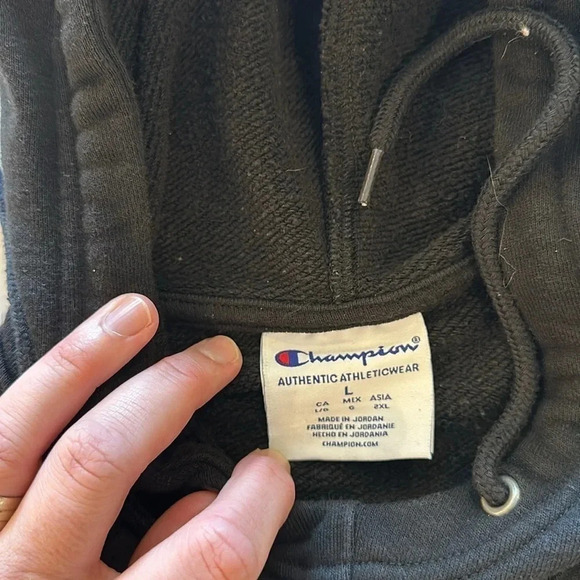 Champion®
AUTHENTIC ATHLETICWEAR
L
CA MEX ASIA
L/G G 2XL
MADE IN JORDAN
FABRIQUÉ EN JORDANIE
HECHO EN JORDANIA
CHAMPION.COM